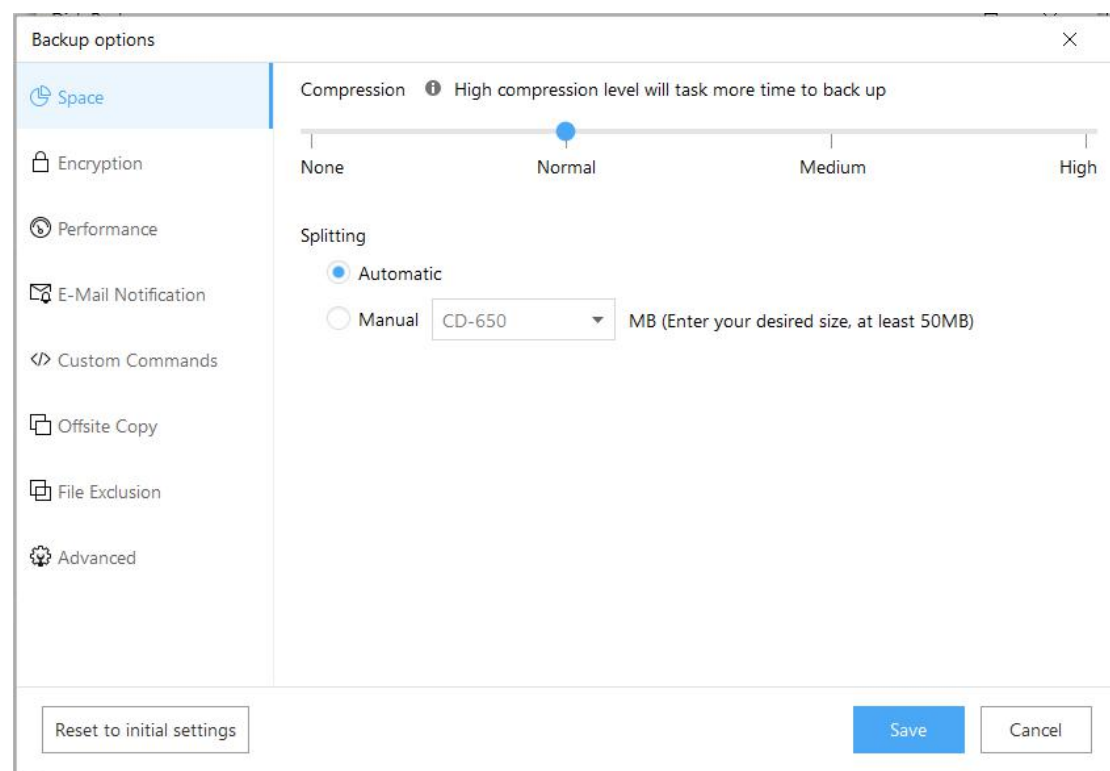 Backup options
Space
Compression High compression level will task more time to back up
None Normal Medium High
Encryption
Performance
Splitting
Automatic
E-Mail Notification
Manual CD-650 MB (Enter your desired size, at least 50MB)
Custom Commands
Offsite Copy
File Exclusion
Advanced
Reset to initial settings Save Cancel